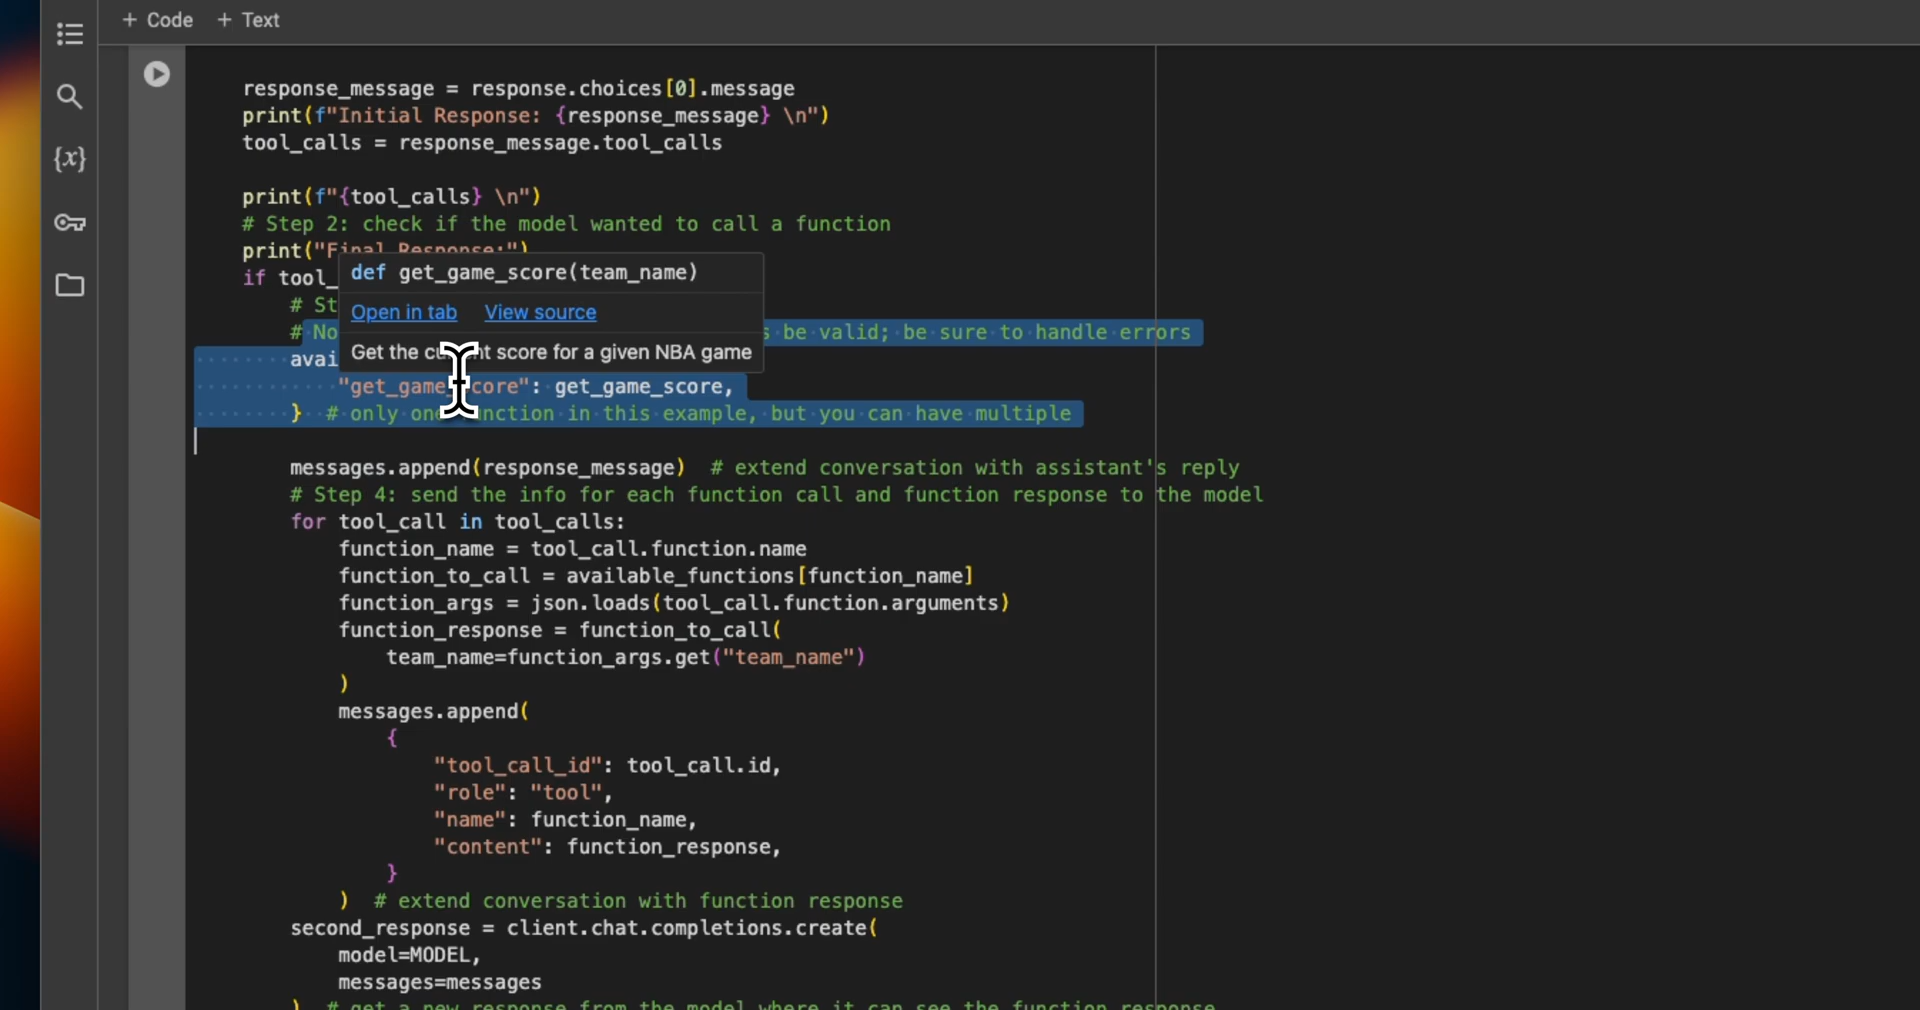 + Code + Text
{x}
response_message = response.choices[0].message
print(f"Initial Response: {response_message} \n")
tool_calls = response_message.tool_calls
print(f"{tool_calls} \n")
# Step 2: check if the model wanted to call a function
print("Final Response:")
if tool_
def get_game_score(team_name)
# St
Open in tab View source
# No
s be valid; be sure to handle errors
Get the current score for a given NBA game
avai
"get_game_score": get_game_score,
} # only one function in this example, but you can have multiple
messages.append(response_message) # extend conversation with assistant's reply
# Step 4: send the info for each function call and function response to the model
for tool_call in tool_calls:
function_name = tool_call.function.name
function_to_call = available_functions[function_name]
function_args = json.loads(tool_call.function.arguments)
function_response = function_to_call(
team_name=function_args.get("team_name")
)
messages.append(
{
"tool_call_id": tool_call.id,
"role": "tool",
"name": function_name,
"content": function_response,
}
) # extend conversation with function response
second_response = client.chat.completions.create(
model=MODEL,
messages=messages
) # get a new response from the model where it can see the function response